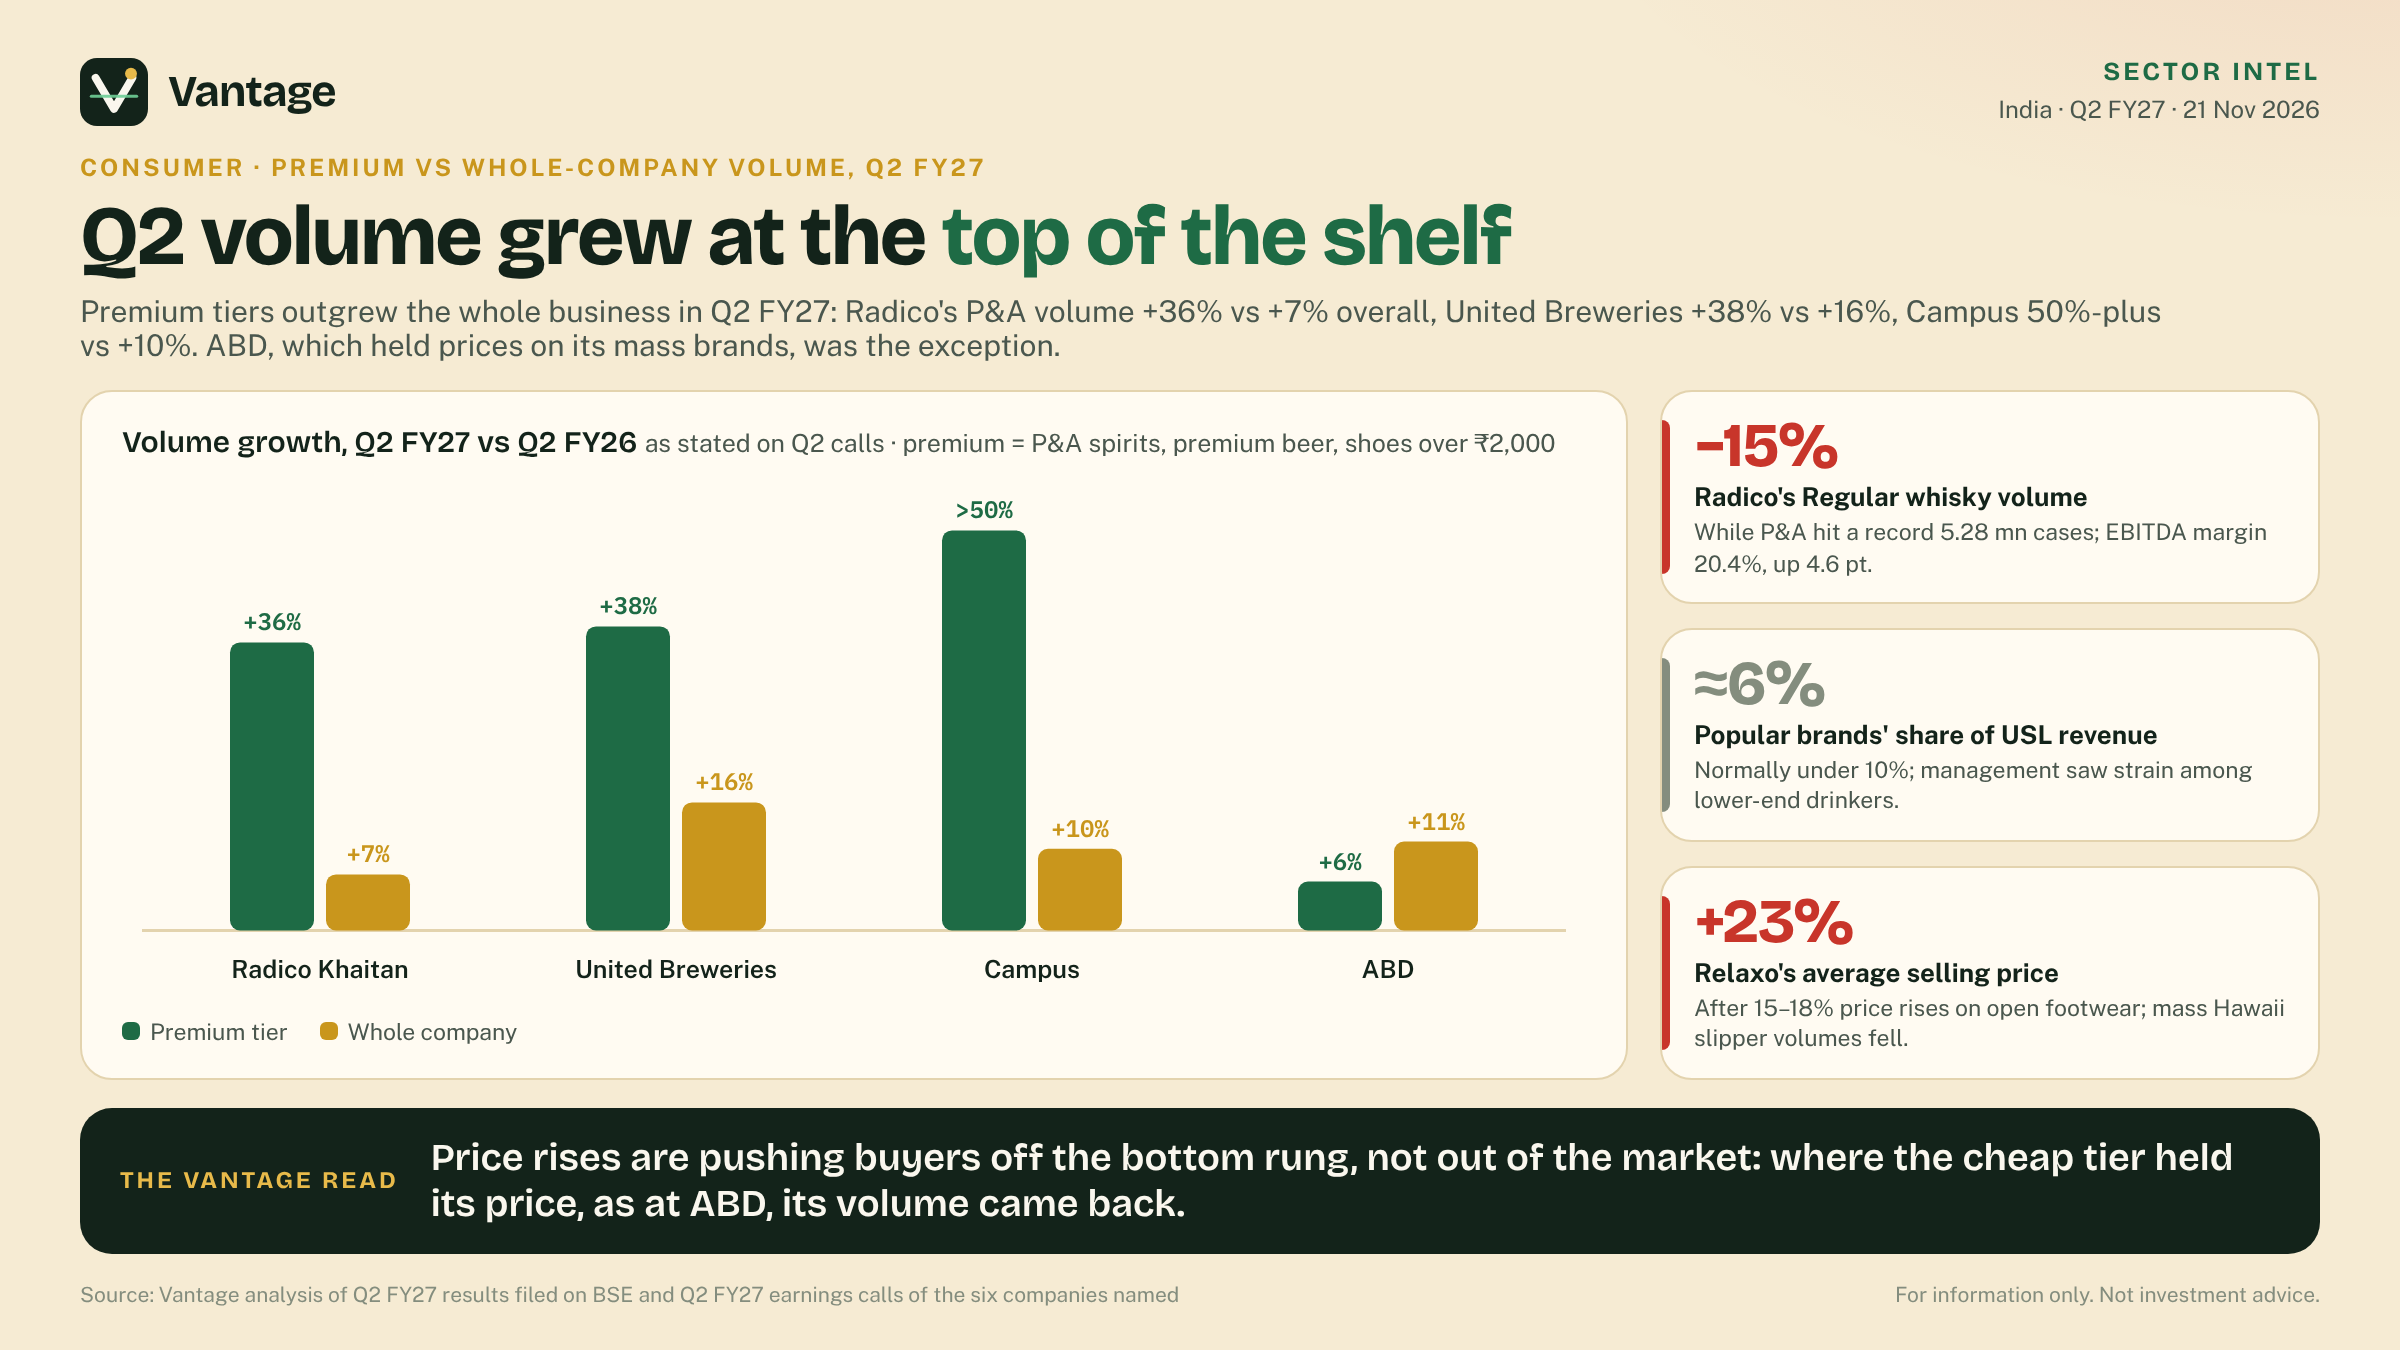 Vantage
SECTOR INTEL
India · Q2 FY27 · 21 Nov 2026
CONSUMER · PREMIUM VS WHOLE-COMPANY VOLUME, Q2 FY27
Q2 volume grew at the top of the shelf
Premium tiers outgrew the whole business in Q2 FY27: Radico's P&A volume +36% vs +7% overall, United Breweries +38% vs +16%, Campus 50%-plus
vs +10%. ABD, which held prices on its mass brands, was the exception.
Volume growth, Q2 FY27 vs Q2 FY26 as stated on Q2 calls · premium = P&A spirits, premium beer, shoes over ₹2,000
+36%
+7%
Radico Khaitan
+38%
+16%
United Breweries
>50%
+10%
Campus
+6%
+11%
ABD
Premium tier
Whole company
−15%
Radico's Regular whisky volume
While P&A hit a record 5.28 mn cases; EBITDA margin
20.4%, up 4.6 pt.
≈6%
Popular brands' share of USL revenue
Normally under 10%; management saw strain among
lower-end drinkers.
+23%
Relaxo's average selling price
After 15–18% price rises on open footwear; mass Hawaii
slipper volumes fell.
THE VANTAGE READ
Price rises are pushing buyers off the bottom rung, not out of the market: where the cheap tier held
its price, as at ABD, its volume came back.
Source: Vantage analysis of Q2 FY27 results filed on BSE and Q2 FY27 earnings calls of the six companies named
For information only. Not investment advice.